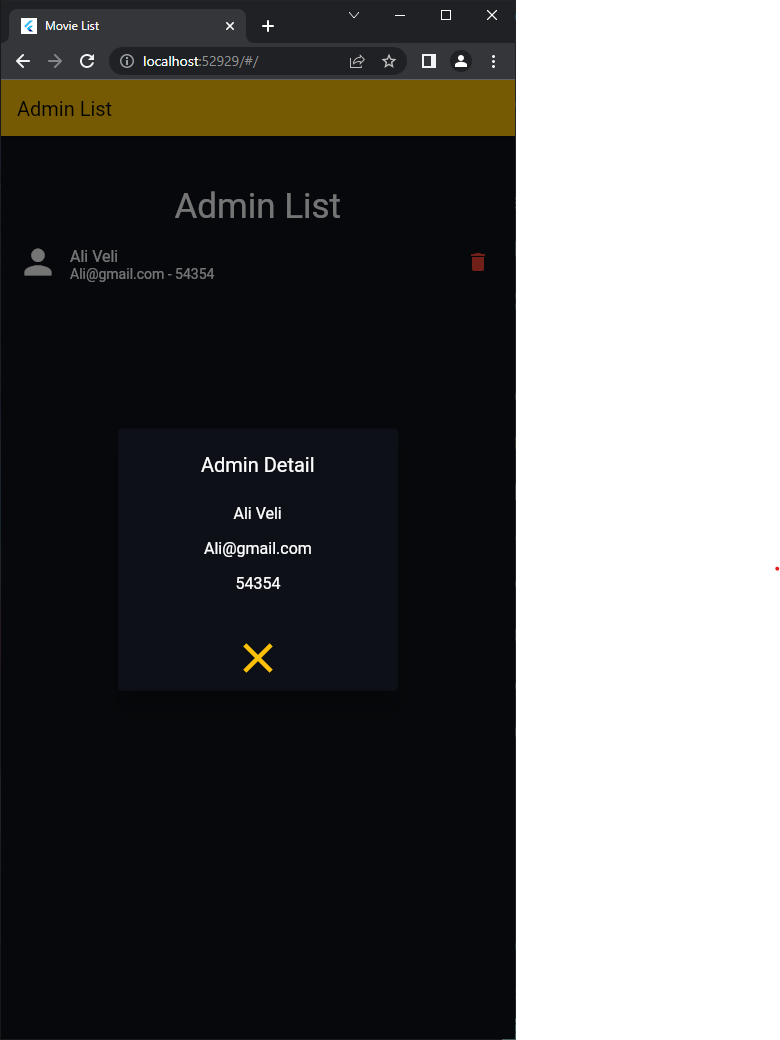 Movie List
localhost:52929/#/
Admin List
Admin List
Ali Veli
Ali@gmail.com - 54354
Admin Detail
Ali Veli
Ali@gmail.com
54354